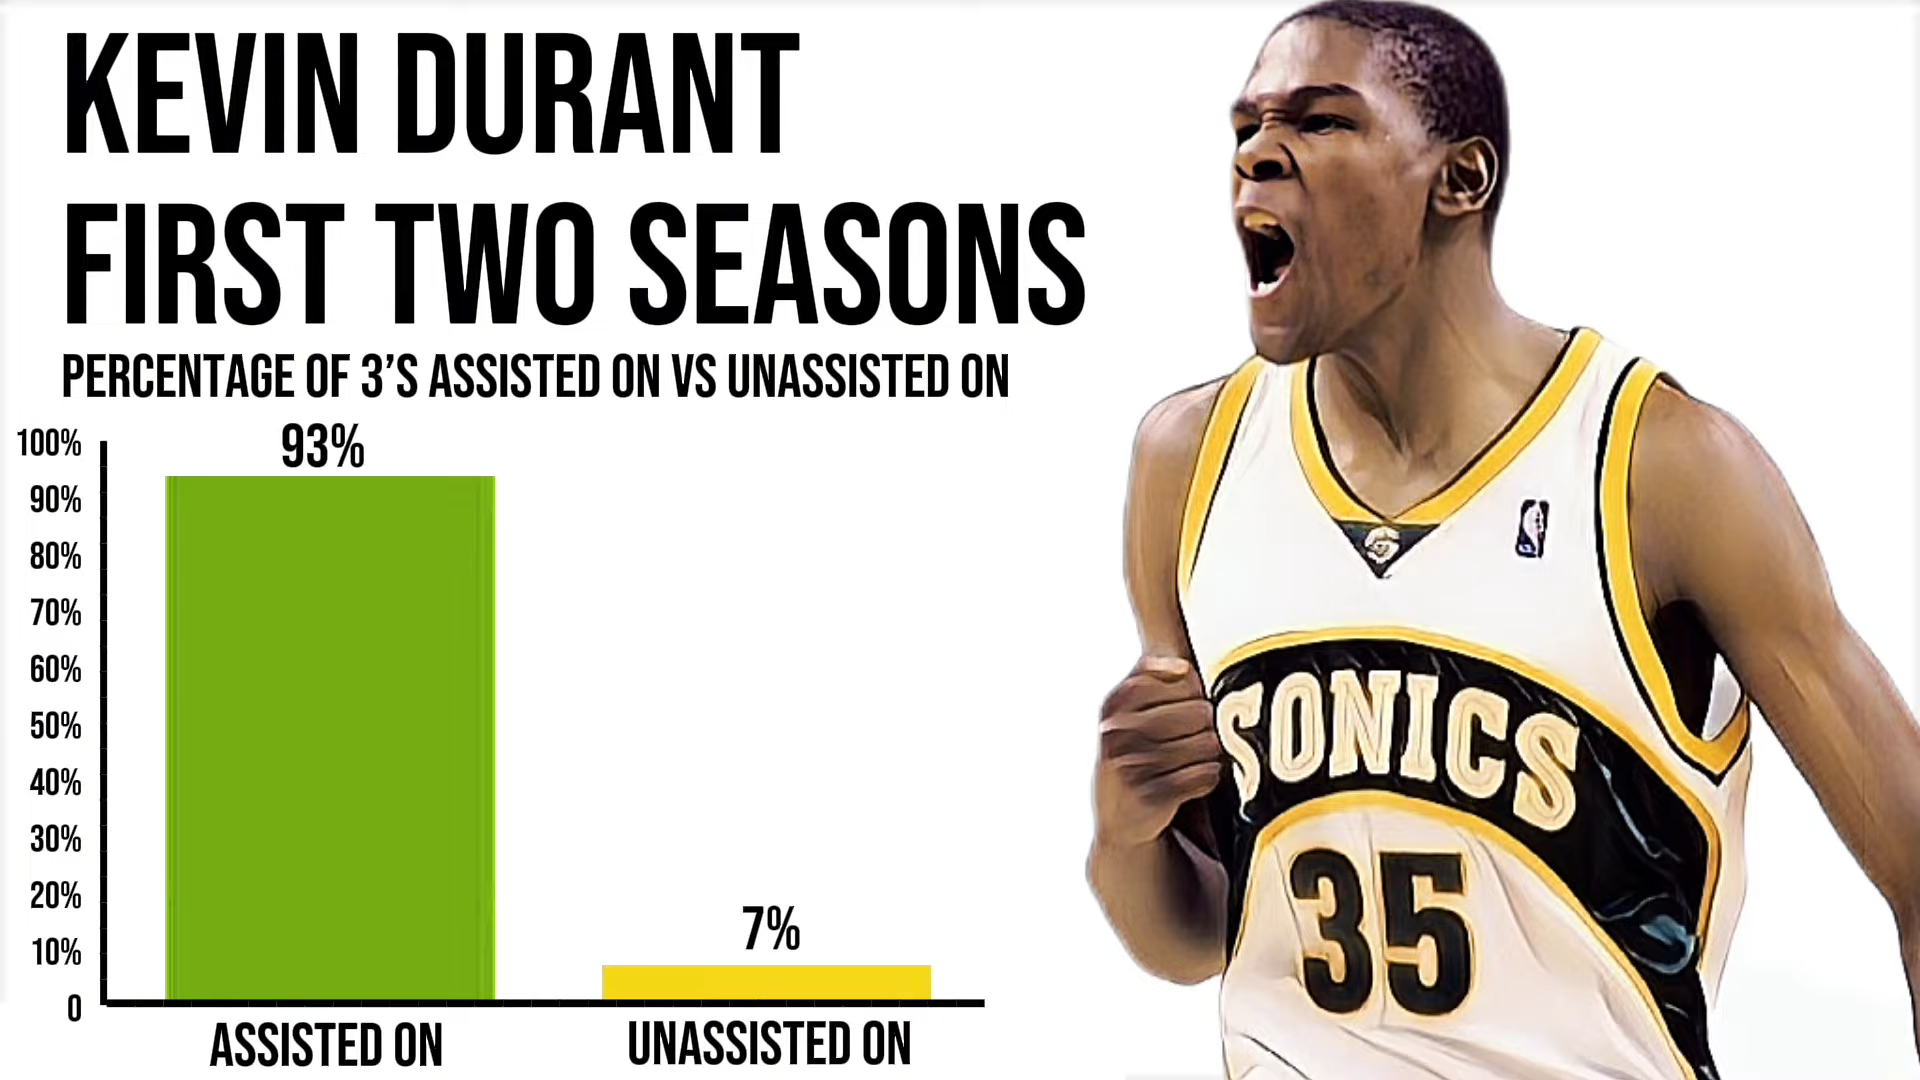 KEVIN DURANT
FIRST TWO SEASONS
PERCENTAGE OF 3'S ASSISTED ON VS UNASSISTED ON
100%
90%
80%
70%
60%
50%
40%
30%
20%
10%
0
93%
7%
ASSISTED ON
UNASSISTED ON
SONICS
35